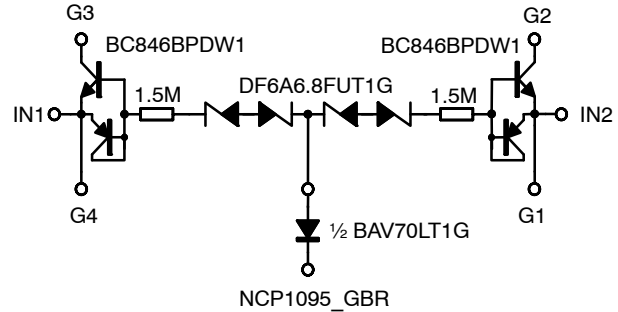 G3
G2
BC846BPDW1
BC846BPDW1
DF6A6.8FUT1G
1.5M
1.5M
IN1
IN2
G4
G1
½ BAV70LT1G
NCP1095_GBR